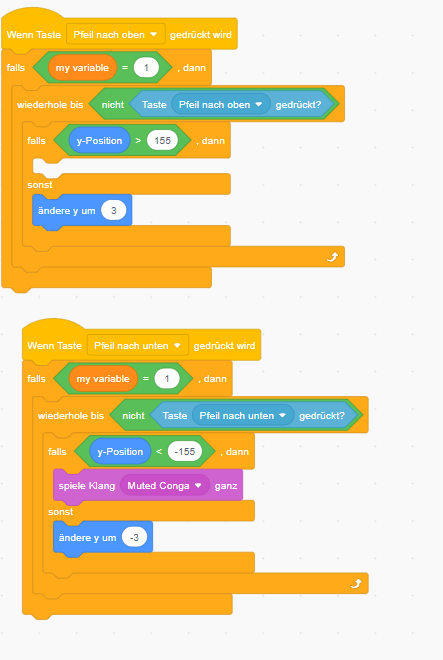 Wenn Taste Pfeil nach oben gedrückt wird
falls my variable = 1 , dann
wiederhole bis nicht Taste Pfeil nach oben gedrückt?
falls y-Position > 155 , dann
sonst
ändere y um 3
Wenn Taste Pfeil nach unten gedrückt wird
falls my variable = 1 , dann
wiederhole bis nicht Taste Pfeil nach unten gedrückt?
falls y-Position < -155 , dann
spiele Klang Muted Conga ganz
sonst
ändere y um -3